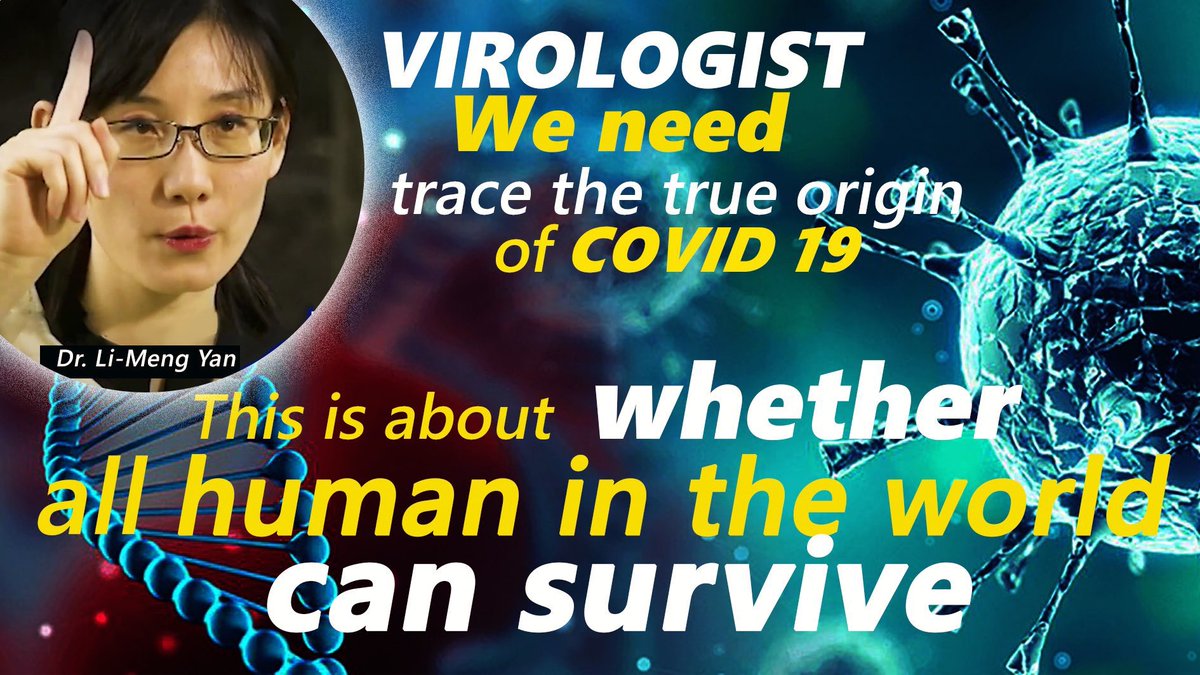 VIROLOGIST
We need
trace the true origin
of COVID 19
Dr. Li-Meng Yan
This is about whether
all human in the world
can survive